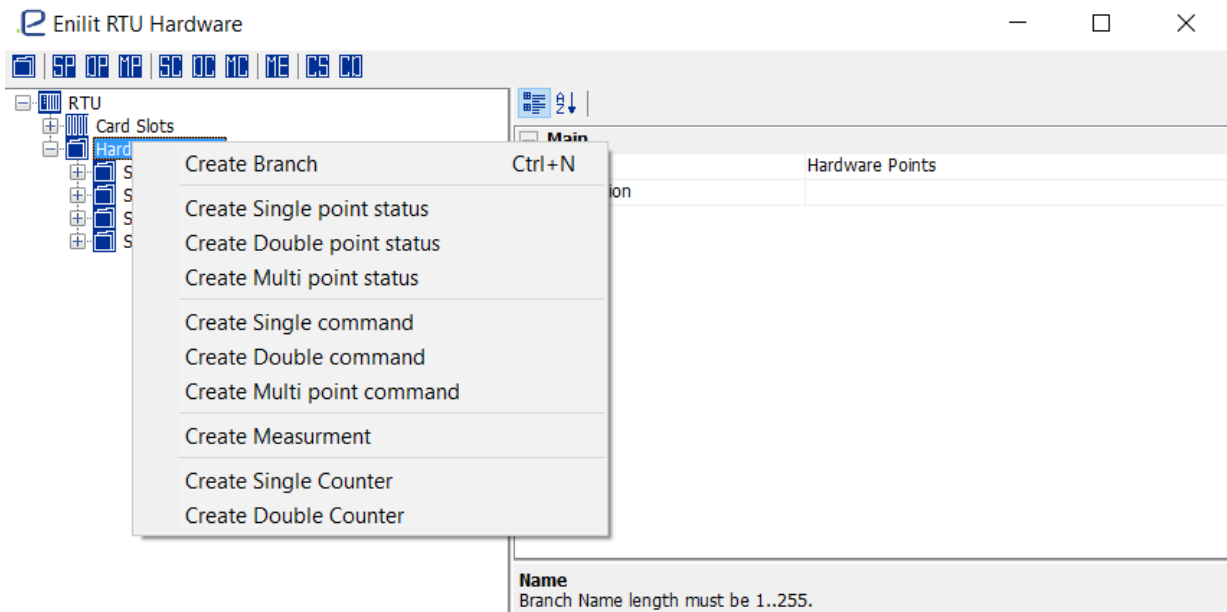 Enilit RTU Hardware
SP DP MP SC DC MC ME CS CD
RTU
Card Slots
Hard
S
S
S
S
Create Branch Ctrl+N
Create Single point status
Create Double point status
Create Multi point status
Create Single command
Create Double command
Create Multi point command
Create Measurment
Create Single Counter
Create Double Counter
Main
Hardware Points
ion
Name
Branch Name length must be 1..255.